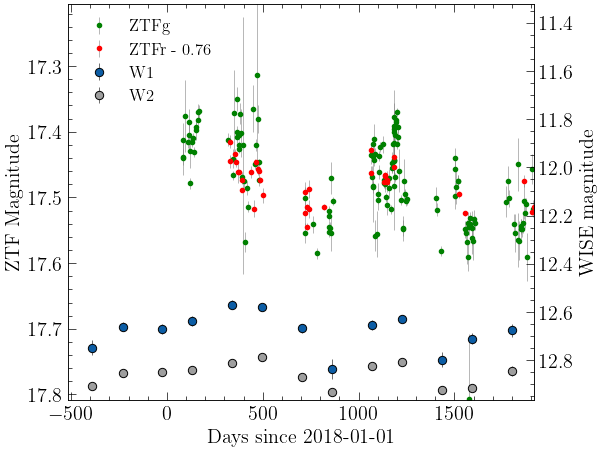 ZTFg
ZTFr - 0.76
W1
W2
17.3
17.4
17.5
17.6
17.7
17.8
11.4
11.6
11.8
12.0
12.2
12.4
12.6
12.8
−500
0
500
1000
1500
ZTF Magnitude
WISE magnitude
Days since 2018-01-01